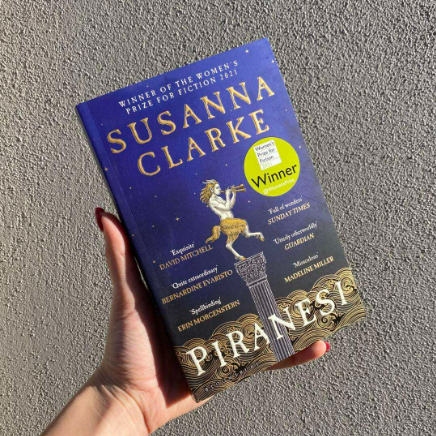 WINNER OF THE WOMEN'S
PRIZE FOR FICTION 2021
SUSANNA
CLARKE
Women's
Prize for
Fiction
Winner
'Exquisite'
DAVID MITCHELL
'Quite extraordinary'
BERNARDINE EVARISTO
'Spellbinding'
ERIN MORGENSTERN
'Full of wonders'
SUNDAY TIMES
'Utterly otherworldly'
GUARDIAN
'Miraculous'
MADELINE MILLER
PIRANESI